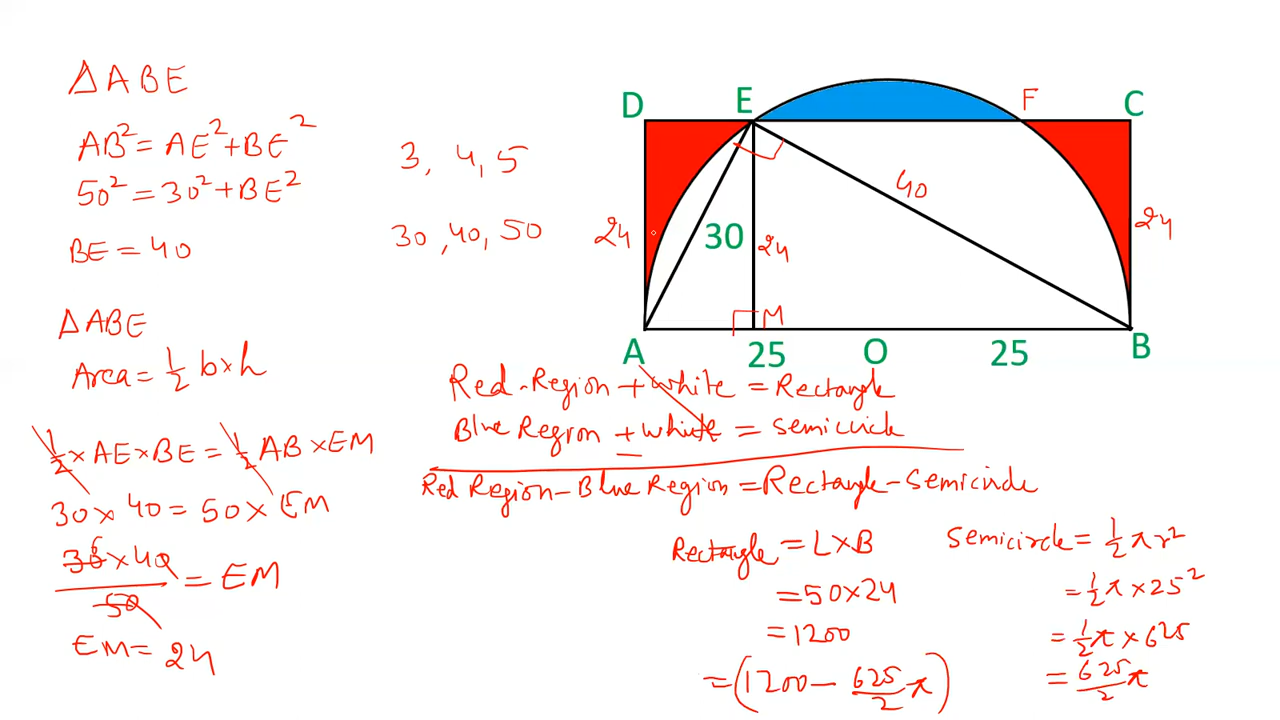 △ABE
AB² = AE² + BE²
50² = 30² + BE²
BE = 40
△ABE
Area = 1/2 b×h
1/2 × AE × BE = 1/2 AB × EM
30 × 40 = 50 × EM
30 6 × 40 / 50 = EM
EM = 24
3, 4, 5
30, 40, 50
D E F C
40
24 30 24 24
M
A 25 O 25 B
Red-Region + white = Rectangle
Blue Region + white = semicircle
Red Region - Blue Region = Rectangle - Semicircle
Rectangle = L × B
= 50 × 24
= 1200
= (1200 - 625/2 π)
Semicircle = 1/2 π r²
= 1/2 π × 25²
= 1/2 π × 625
= 625/2 π